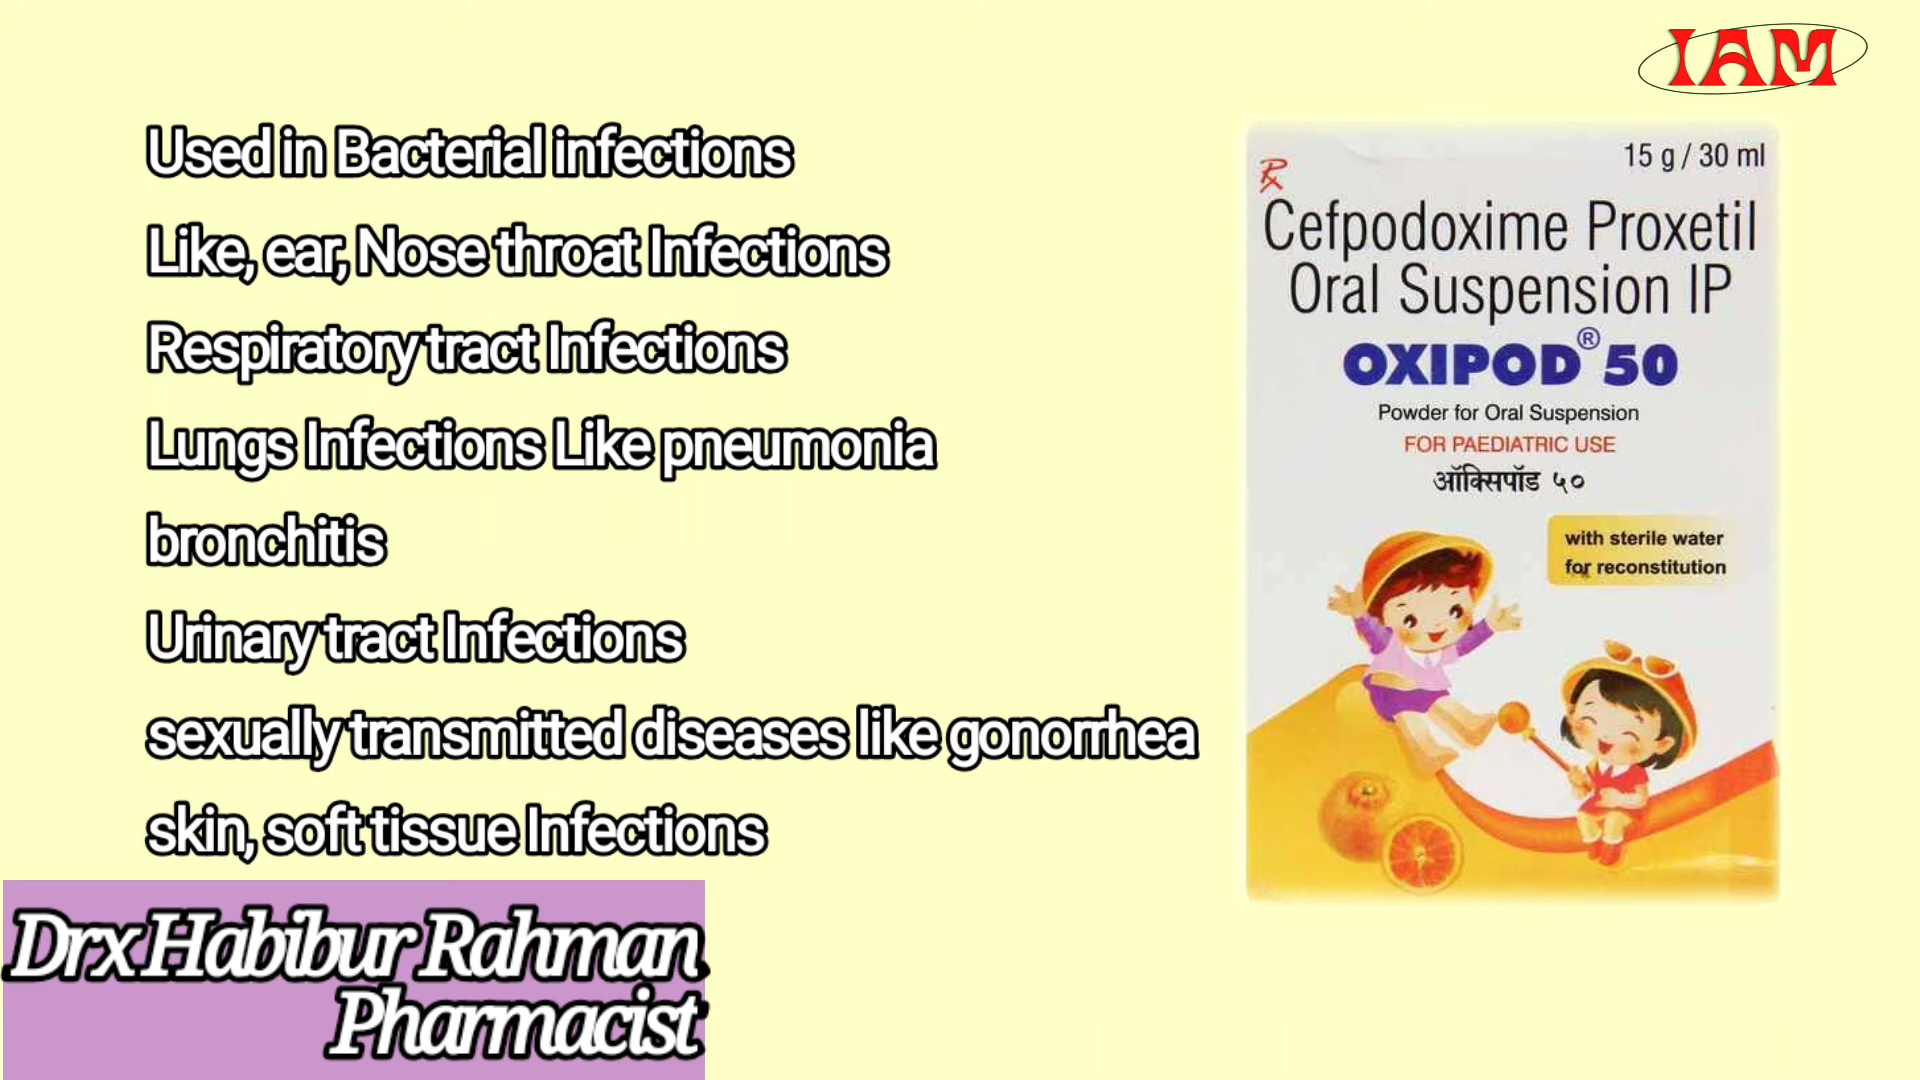 IAM
Used in Bacterial infections
Like, ear, Nose throat Infections
Respiratory tract Infections
Lungs Infections Like pneumonia
bronchitis
Urinary tract Infections
sexually transmitted diseases like gonorrhea
skin, soft tissue Infections
Drx Habibur Rahman
Pharmacist
15 g / 30 ml
Rx
Cefpodoxime Proxetil
Oral Suspension IP
OXIPOD® 50
Powder for Oral Suspension
FOR PAEDIATRIC USE
ऑक्सिपॉड ५०
with sterile water
for reconstitution